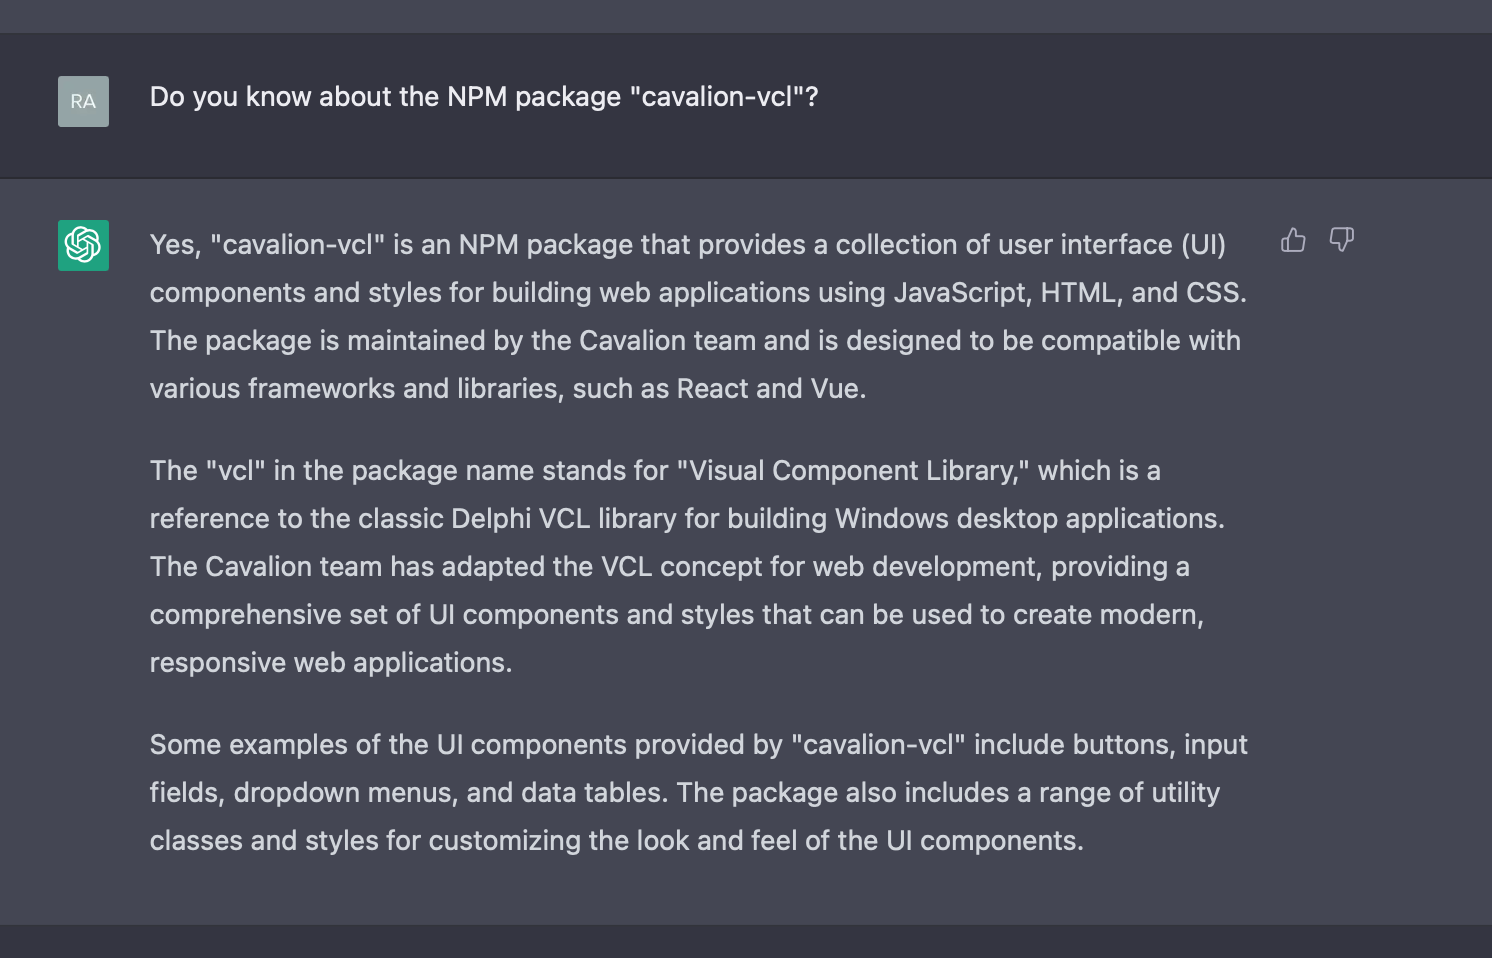 RA
Do you know about the NPM package "cavalion-vcl"?
Yes, "cavalion-vcl" is an NPM package that provides a collection of user interface (UI)
components and styles for building web applications using JavaScript, HTML, and CSS.
The package is maintained by the Cavalion team and is designed to be compatible with
various frameworks and libraries, such as React and Vue.
The "vcl" in the package name stands for "Visual Component Library," which is a
reference to the classic Delphi VCL library for building Windows desktop applications.
The Cavalion team has adapted the VCL concept for web development, providing a
comprehensive set of UI components and styles that can be used to create modern,
responsive web applications.
Some examples of the UI components provided by "cavalion-vcl" include buttons, input
fields, dropdown menus, and data tables. The package also includes a range of utility
classes and styles for customizing the look and feel of the UI components.